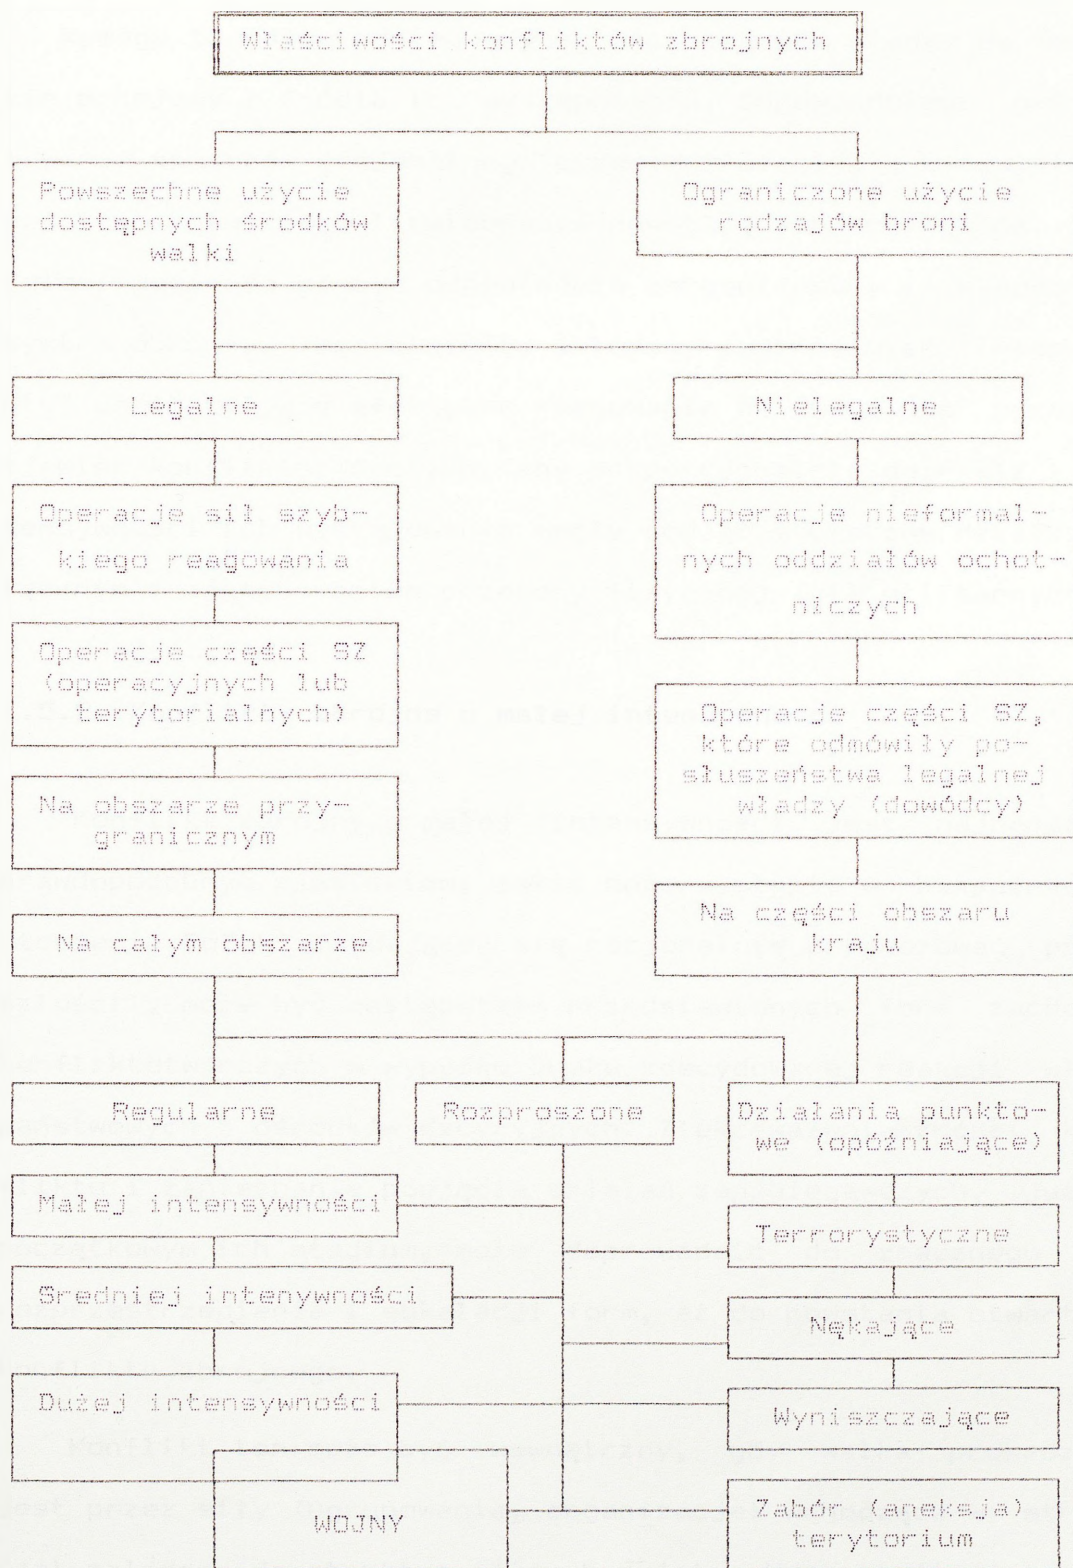 Właściwości konfliktów zbrojnych
Powszechne użycie
dostępnych środków
walki
Ograniczone użycie
rodzajów broni
Legalne
Nielegalne
Operacje sił szyb-
kiego reagowania
Operacje nieformal-
nych oddziałów ochot-
niczych
Operacje części SZ
(operacyjnych lub
terytorialnych)
Operacje części SZ,
które odmówiły po-
słuszeństwa legalnej
władzy (dowódcy)
Na obszarze przy-
granicznym
Na całym obszarze
Na części obszaru
kraju
Regularne
Rozproszone
Działania punkto-
we (opóźniające)
Małej intensywności
Terrorystyczne
Sredniej intenywności
Nękające
Dużej intensywności
Wyniszczające
WOJNY
Zabór (aneksja)
terytorium